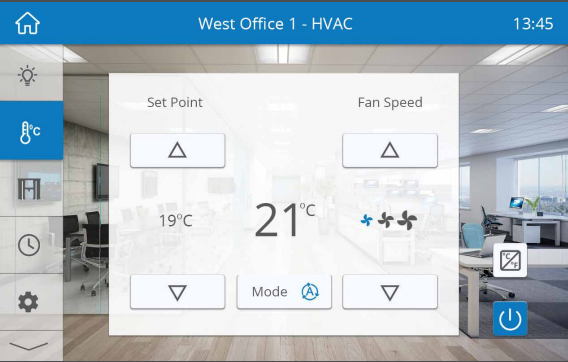 West Office 1 - HVAC 13:45
°C
Set Point Fan Speed
19°C 21°C
°C °F
Mode A